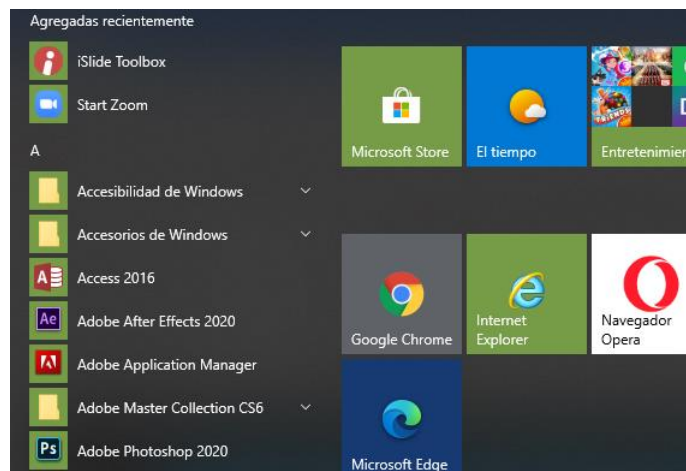 Agregadas recientemente
iSlide Toolbox
Start Zoom
A
Accesibilidad de Windows
Accesorios de Windows
Access 2016
Adobe After Effects 2020
Adobe Application Manager
Adobe Master Collection CS6
Adobe Photoshop 2020
Microsoft Store
El tiempo
Entretenimier
Google Chrome
Internet
Explorer
Navegador
Opera
Microsoft Edge